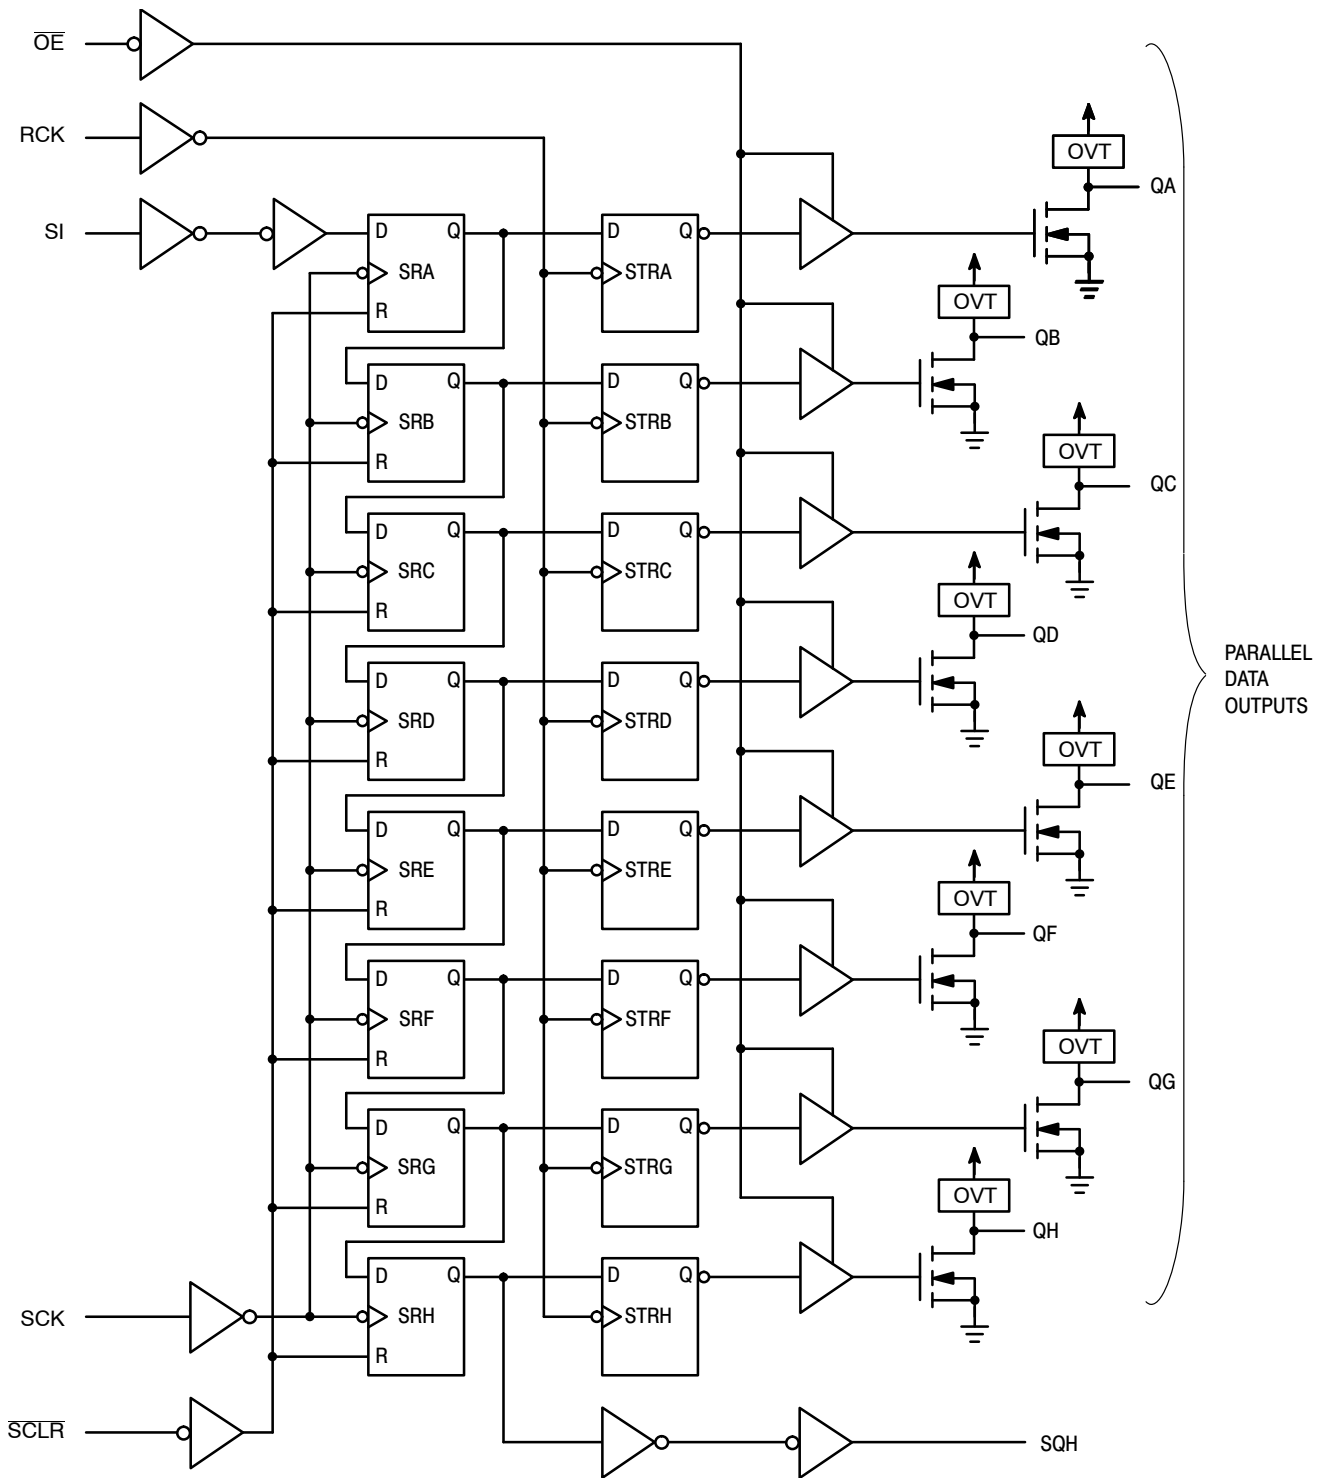 OE
RCK
OVT
QA
SI
D Q
SRA
R
D Q
STRA
OVT
QB
D Q
SRB
R
D Q
STRB
OVT
QC
D Q
SRC
R
D Q
STRC
OVT
QD
D Q
SRD
R
D Q
STRD
PARALLEL
DATA
OUTPUTS
OVT
QE
D Q
SRE
R
D Q
STRE
OVT
QF
D Q
SRF
R
D Q
STRF
OVT
QG
D Q
SRG
R
D Q
STRG
OVT
QH
D Q
SRH
R
D Q
STRH
SCK
SCLR
SQH